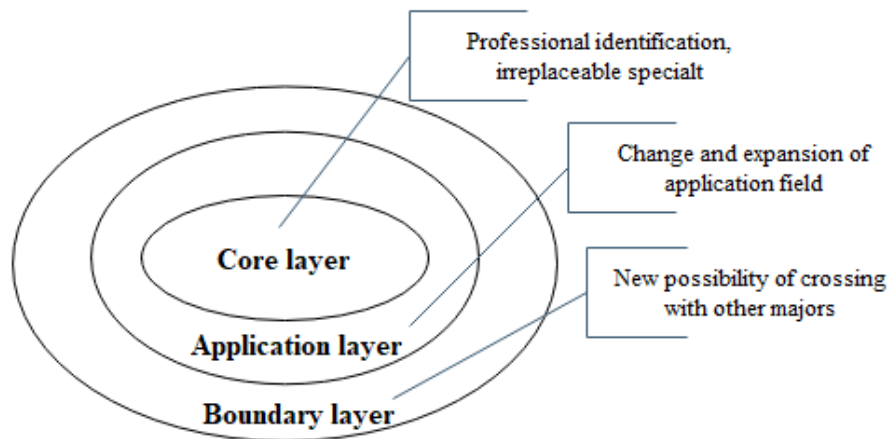 Professional identification,
irreplaceable specialt
Change and expansion of
application field
Core layer
New possibility of crossing
with other majors
Application layer
Boundary layer